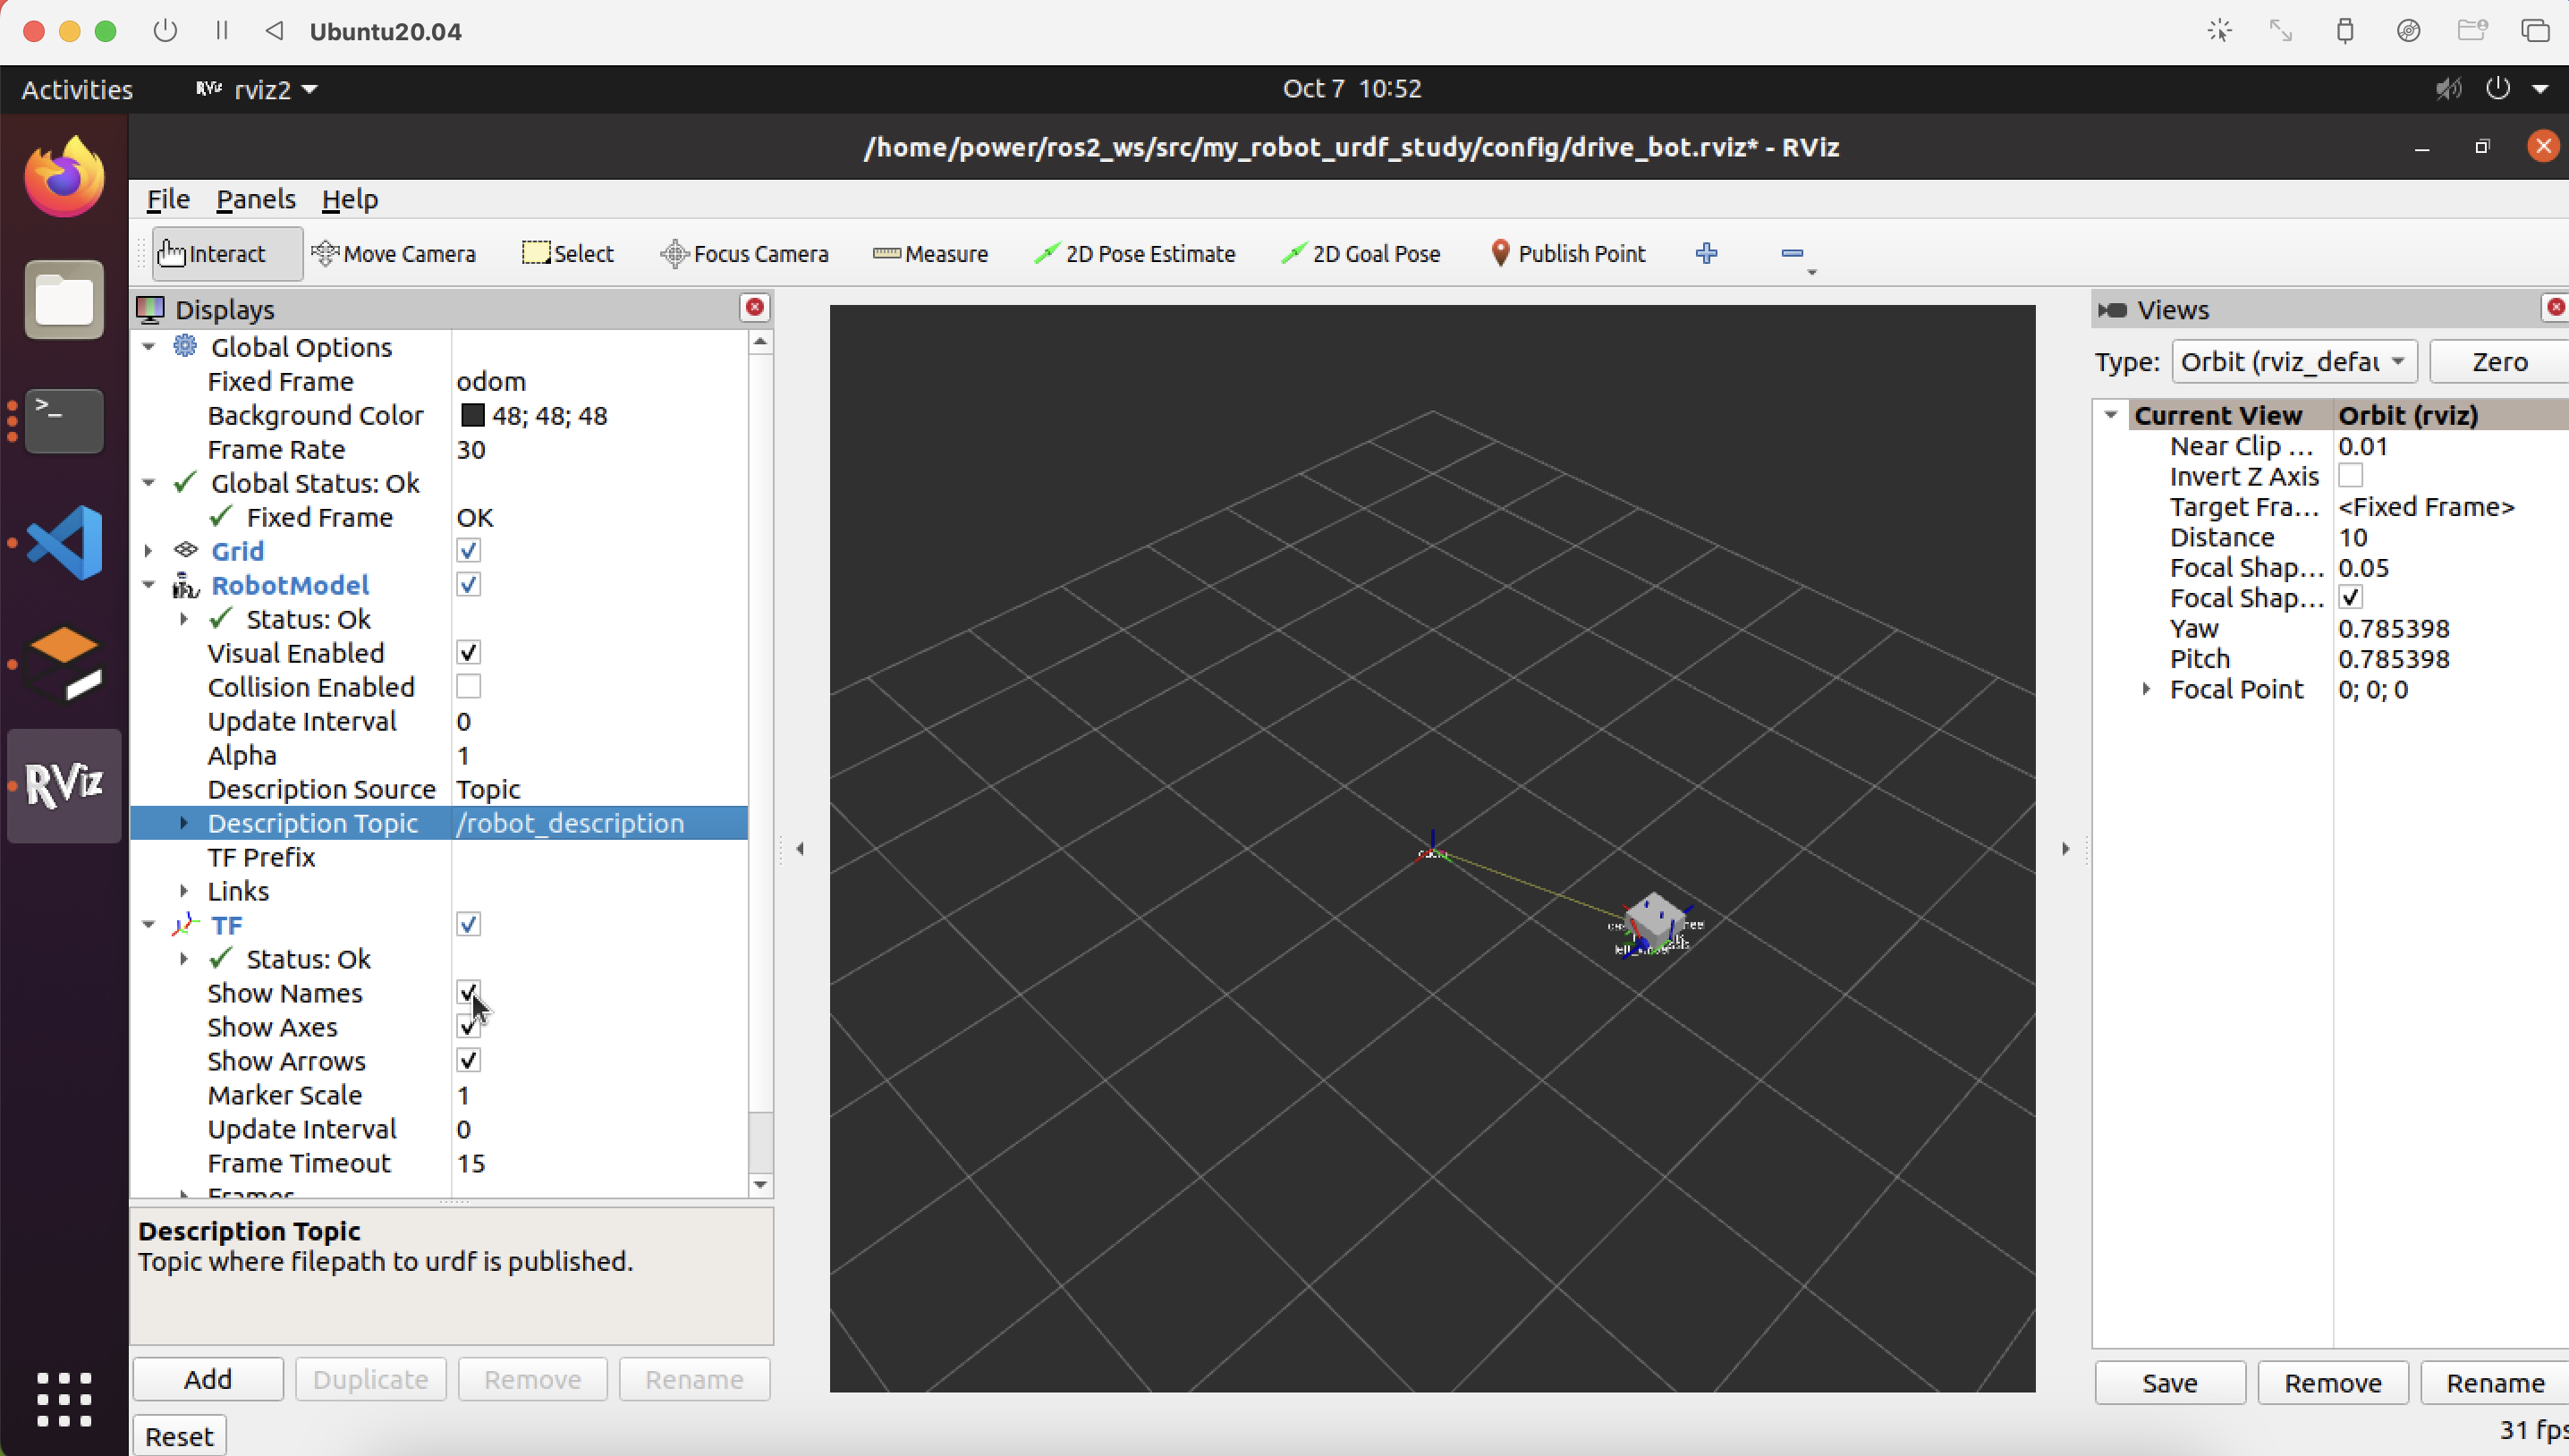 Ubuntu20.04
Activities
RViz rviz2
Oct 7 10:52
/home/power/ros2_ws/src/my_robot_urdf_study/config/drive_bot.rviz* - RViz
File Panels Help
Interact Move Camera Select Focus Camera Measure 2D Pose Estimate 2D Goal Pose Publish Point
Displays
Global Options
Fixed Frame odom
Background Color 48; 48; 48
Frame Rate 30
Global Status: Ok
Fixed Frame OK
Grid
RobotModel
Status: Ok
Visual Enabled
Collision Enabled
Update Interval 0
Alpha 1
Description Source Topic
Description Topic /robot_description
TF Prefix
Links
TF
Status: Ok
Show Names
Show Axes
Show Arrows
Marker Scale 1
Update Interval 0
Frame Timeout 15
Frames
Description Topic
Topic where filepath to urdf is published.
Add Duplicate Remove Rename
Reset
RViz
odom
Views
Type: Orbit (rviz_defau Zero
Current View Orbit (rviz)
Near Clip ... 0.01
Invert Z Axis
Target Fra... <Fixed Frame>
Distance 10
Focal Shap... 0.05
Focal Shap...
Yaw 0.785398
Pitch 0.785398
Focal Point 0; 0; 0
Save Remove Rename
31 fps